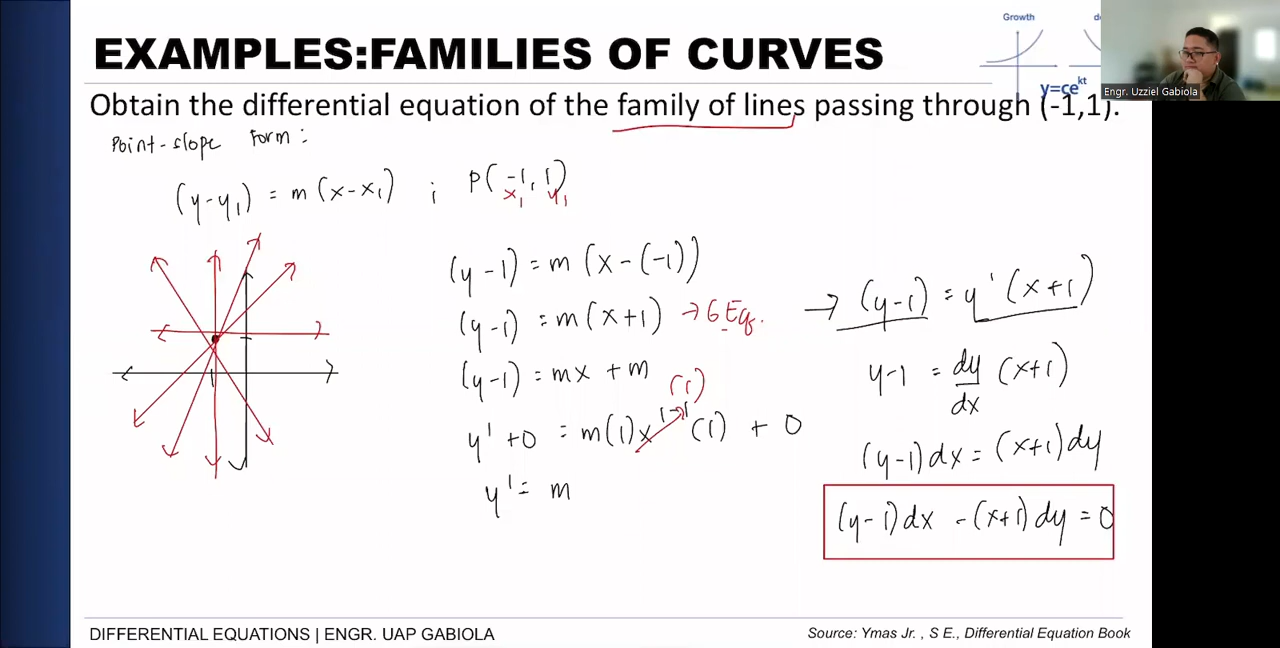 Growth
y=ce^kt
Engr. Uzziel Gabiola
EXAMPLES:FAMILIES OF CURVES
Obtain the differential equation of the family of lines passing through (-1,1).
Point-slope Form:
(y-y₁) = m(x-x₁) ; P(-1, 1)
x₁ y₁
(y-1) = m(x-(-1))
(y-1) = m(x+1) → GEq.
(y-1) = mx + m
(1)
y' + 0 = m(1)x^1-1 (1) + 0
y' = m
→ (y-1) = y'(x+1)
y-1 = dy/dx (x+1)
(y-1)dx = (x+1)dy
(y-1)dx - (x+1)dy = 0
DIFFERENTIAL EQUATIONS | ENGR. UAP GABIOLA
Source: Ymas Jr. , S E., Differential Equation Book